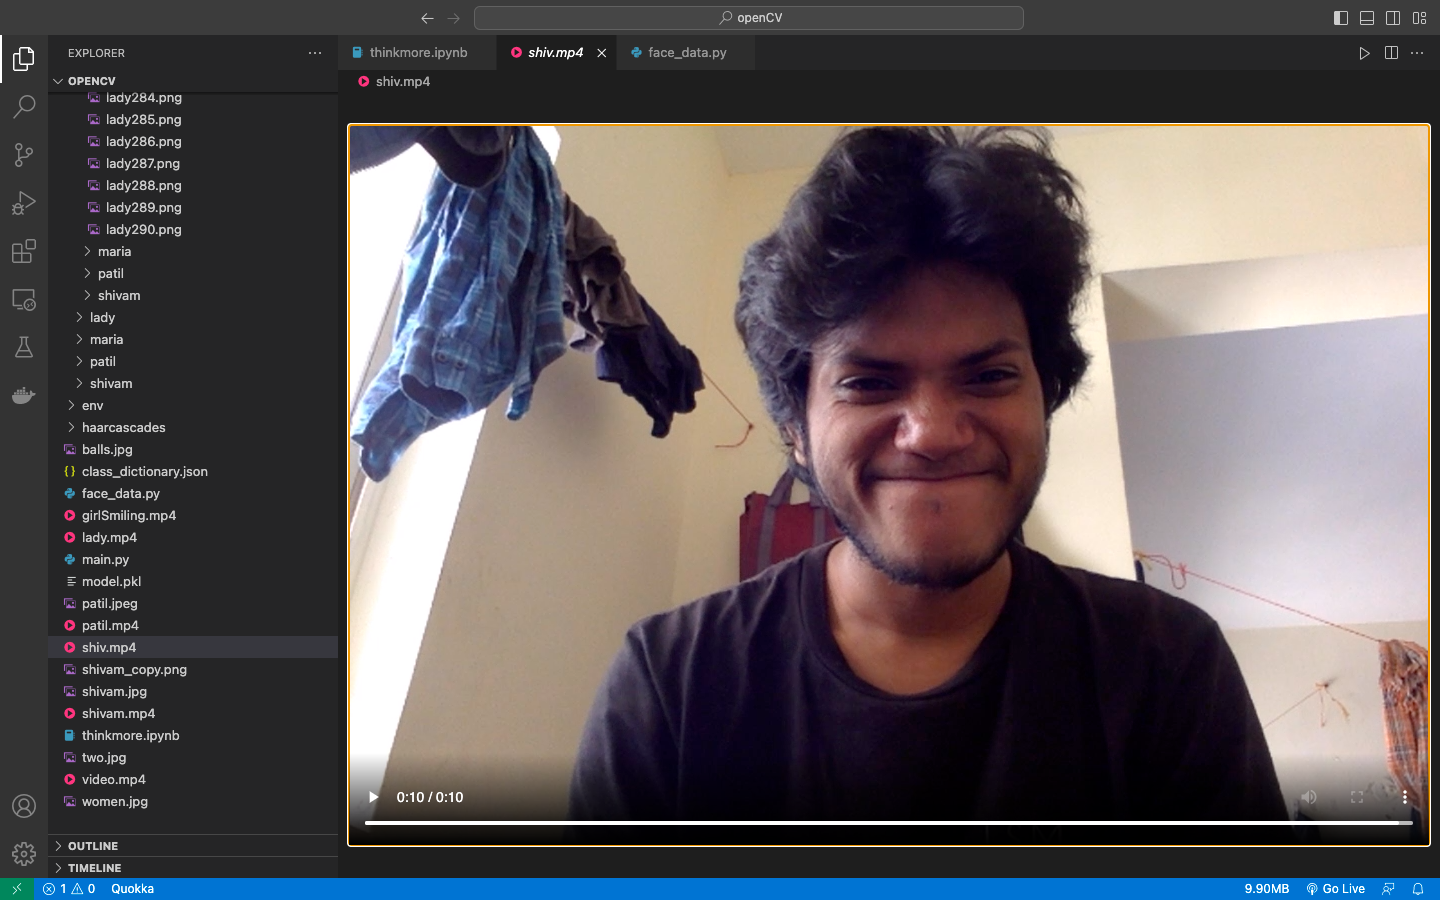 openCV
EXPLORER
thinkmore.ipynb
shiv.mp4
face_data.py
OPENCV
shiv.mp4
lady284.png
lady285.png
lady286.png
lady287.png
lady288.png
lady289.png
lady290.png
maria
patil
shivam
lady
maria
patil
shivam
env
haarcascades
balls.jpg
class_dictionary.json
face_data.py
girlSmiling.mp4
lady.mp4
main.py
model.pkl
patil.jpeg
patil.mp4
shiv.mp4
shivam_copy.png
shivam.jpg
shivam.mp4
thinkmore.ipynb
two.jpg
video.mp4
women.jpg
0:10 / 0:10
OUTLINE
TIMELINE
1 0 Quokka
9.90MB Go Live